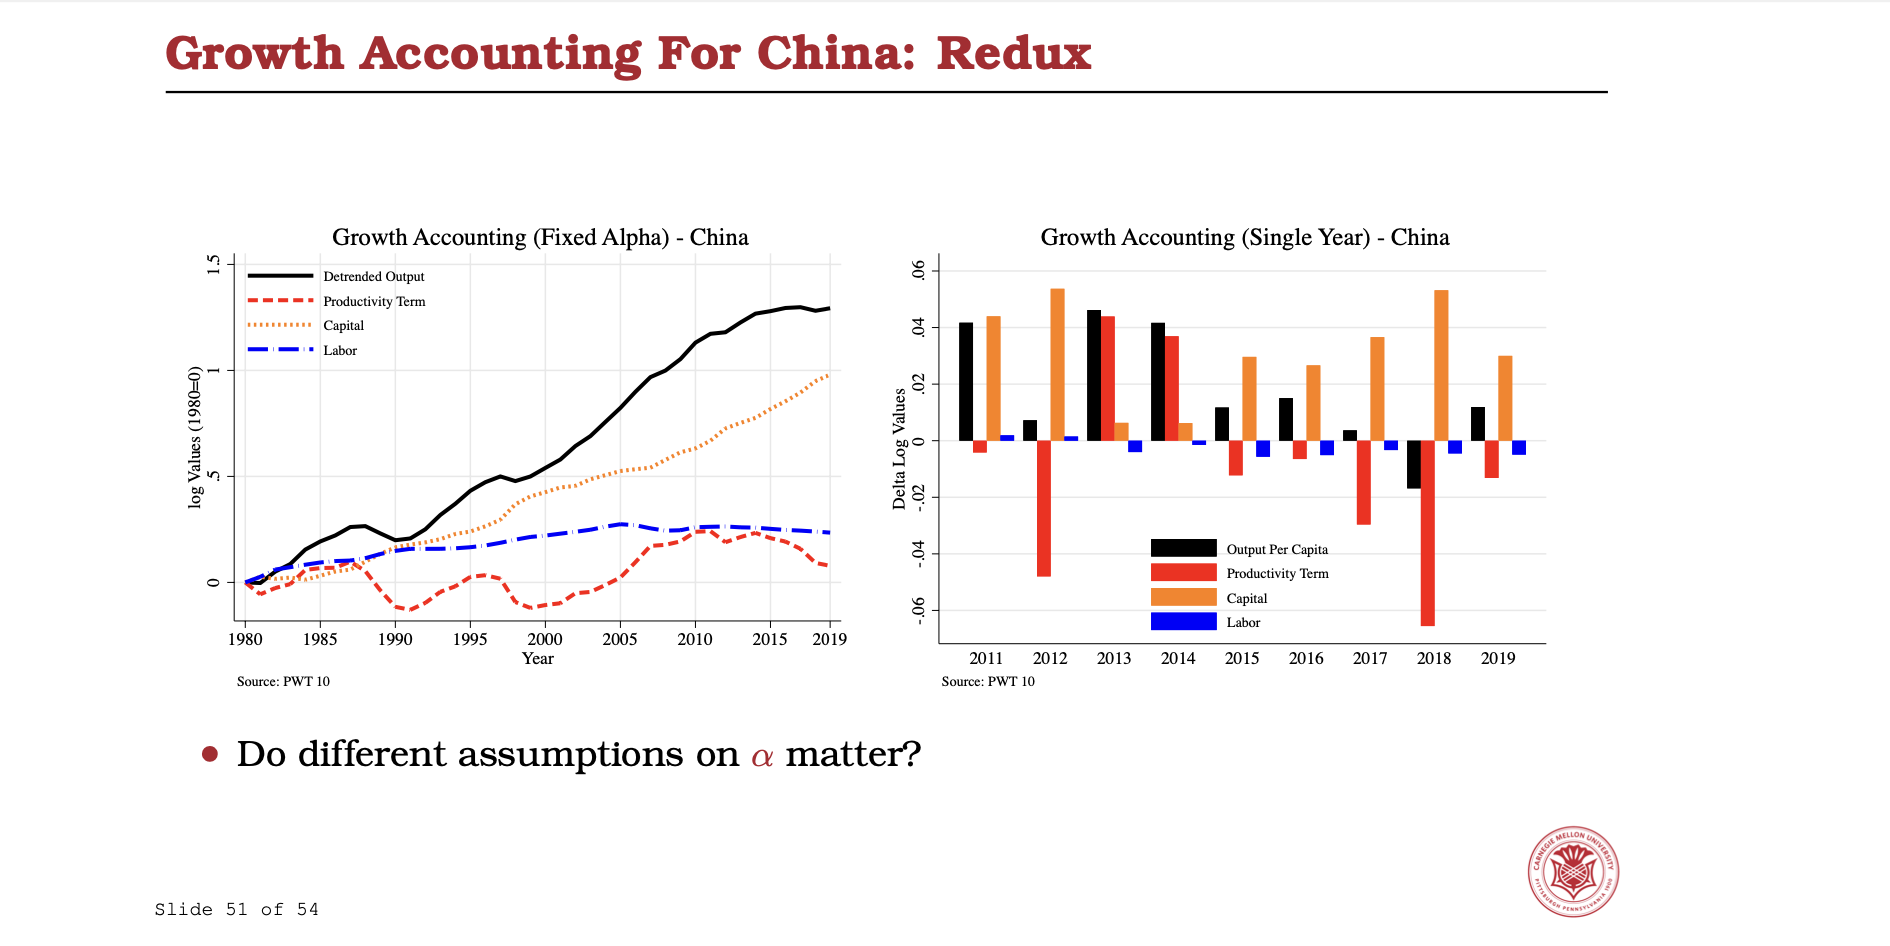 Growth Accounting For China: Redux
Growth Accounting (Fixed Alpha) - China
1.5
1
.5
0
log Values (1980=0)
Detrended Output
Productivity Term
Capital
Labor
1980 1985 1990 1995 2000 2005 2010 2015 2019
Year
Source: PWT 10
Growth Accounting (Single Year) - China
.06
.04
.02
0
-.02
-.04
-.06
Delta Log Values
Output Per Capita
Productivity Term
Capital
Labor
2011 2012 2013 2014 2015 2016 2017 2018 2019
Source: PWT 10
• Do different assumptions on α matter?
CARNEGIE MELLON UNIVERSITY
PITTSBURGH PENNSYLVANIA 1900
Slide 51 of 54